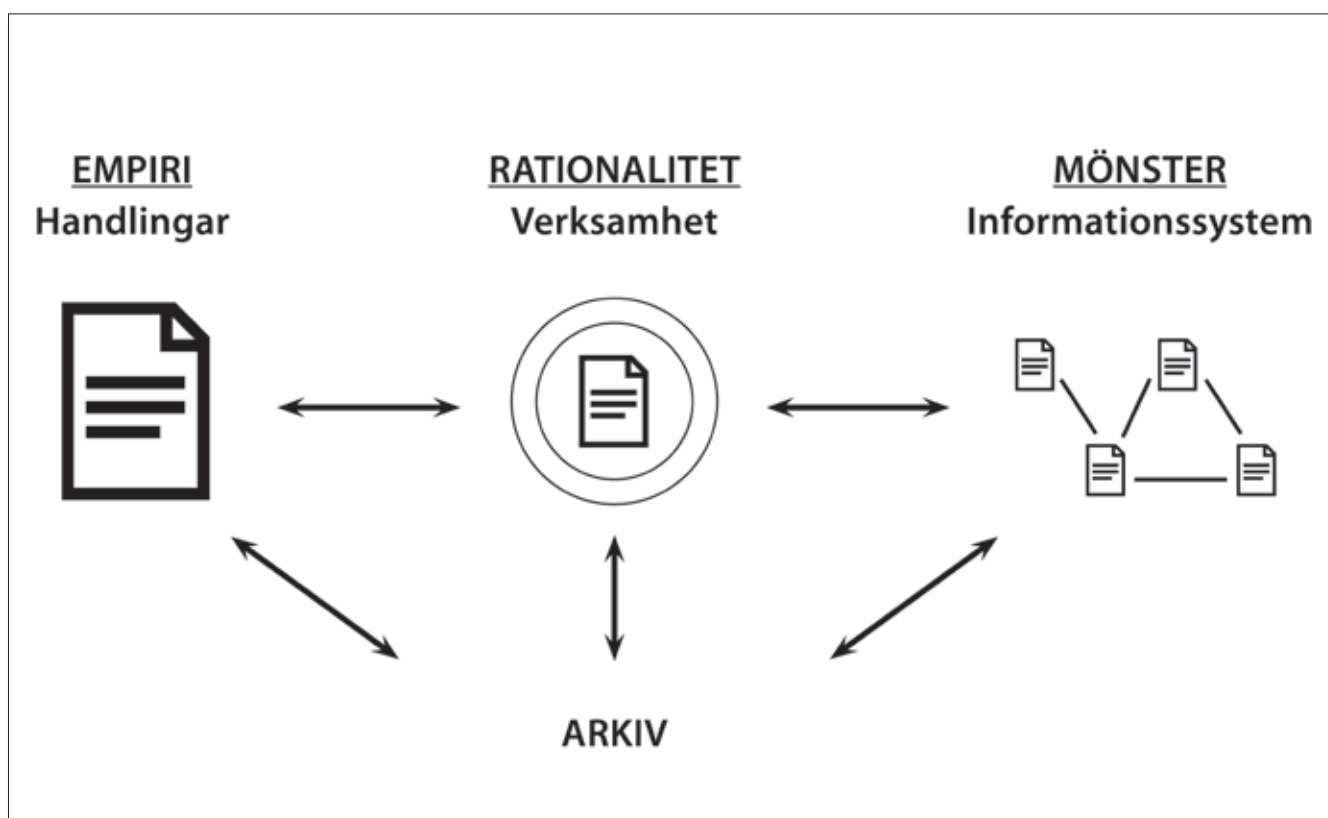 EMPIRI
Handlingar
RATIONALITET
Verksamhet
MÖNSTER
Informationssystem
ARKIV